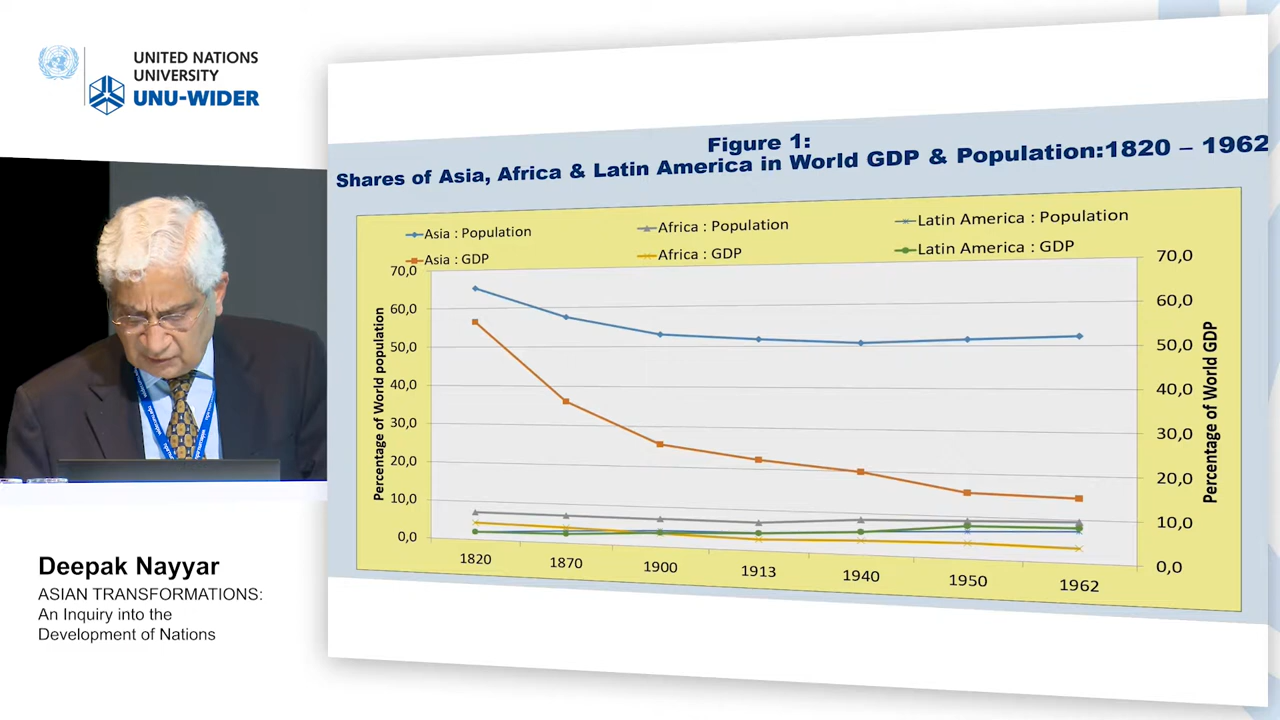 UNITED NATIONS
UNIVERSITY
UNU-WIDER
Figure 1:
Shares of Asia, Africa & Latin America in World GDP & Population:1820 – 1962
Asia : Population
Africa : Population
Latin America : Population
Asia : GDP
Africa : GDP
Latin America : GDP
Percentage of World population
70,0
60,0
50,0
40,0
30,0
20,0
10,0
0,0
70,0
60,0
50,0
40,0
30,0
20,0
10,0
0,0
Percentage of World GDP
1820
1870
1900
1913
1940
1950
1962
Deepak Nayyar
ASIAN TRANSFORMATIONS:
An Inquiry into the
Development of Nations